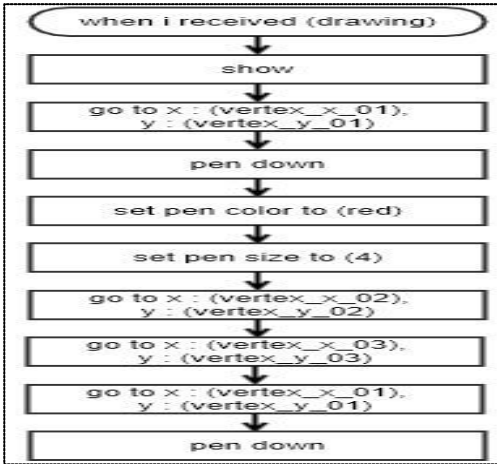 when i received (drawing)
show
go to x : (vertex_x_01),
y : (vertex_y_01)
pen down
set pen color to (red)
set pen size to (4)
go to x : (vertex_x_02),
y : (vertex_y_02)
go to x : (vertex_x_03),
y : (vertex_y_03)
go to x : (vertex_x_01),
y : (vertex_y_01)
pen down